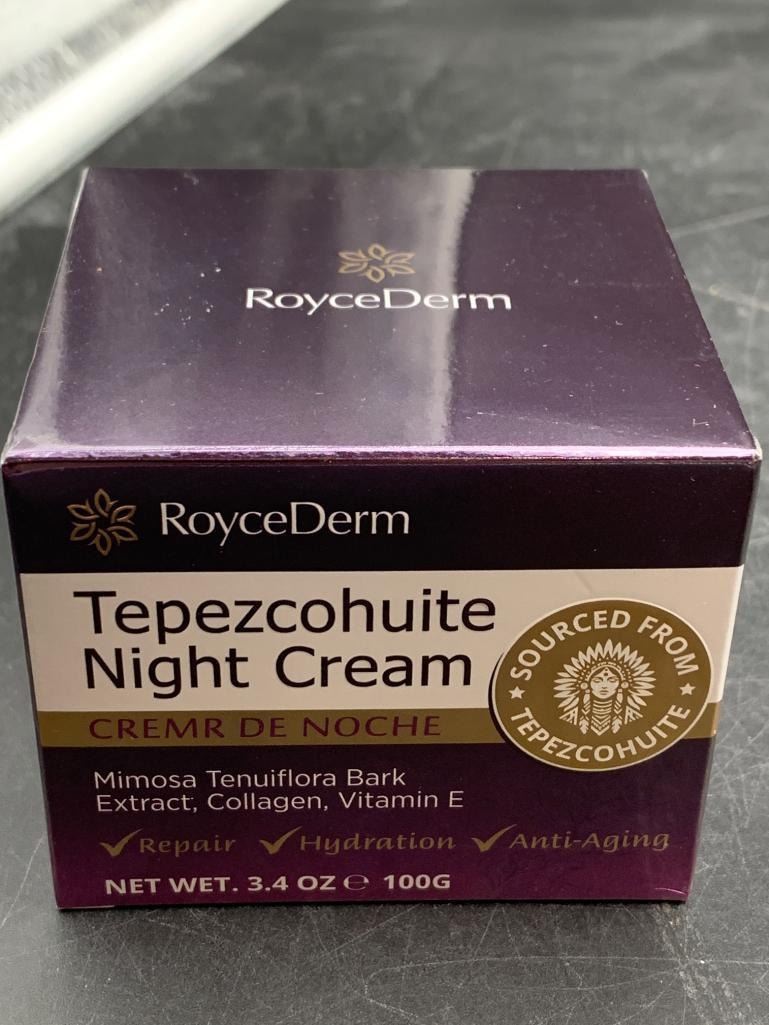 RoyceDerm
RoyceDerm
Tepezcohuite
Night Cream
CREMR DE NOCHE
SOURCED FROM
TEPEZCOHUITE
Mimosa Tenuiflora Bark
Extract, Collagen, Vitamin E
Repair Hydration Anti-Aging
NET WET. 3.4 OZ ℮ 100G